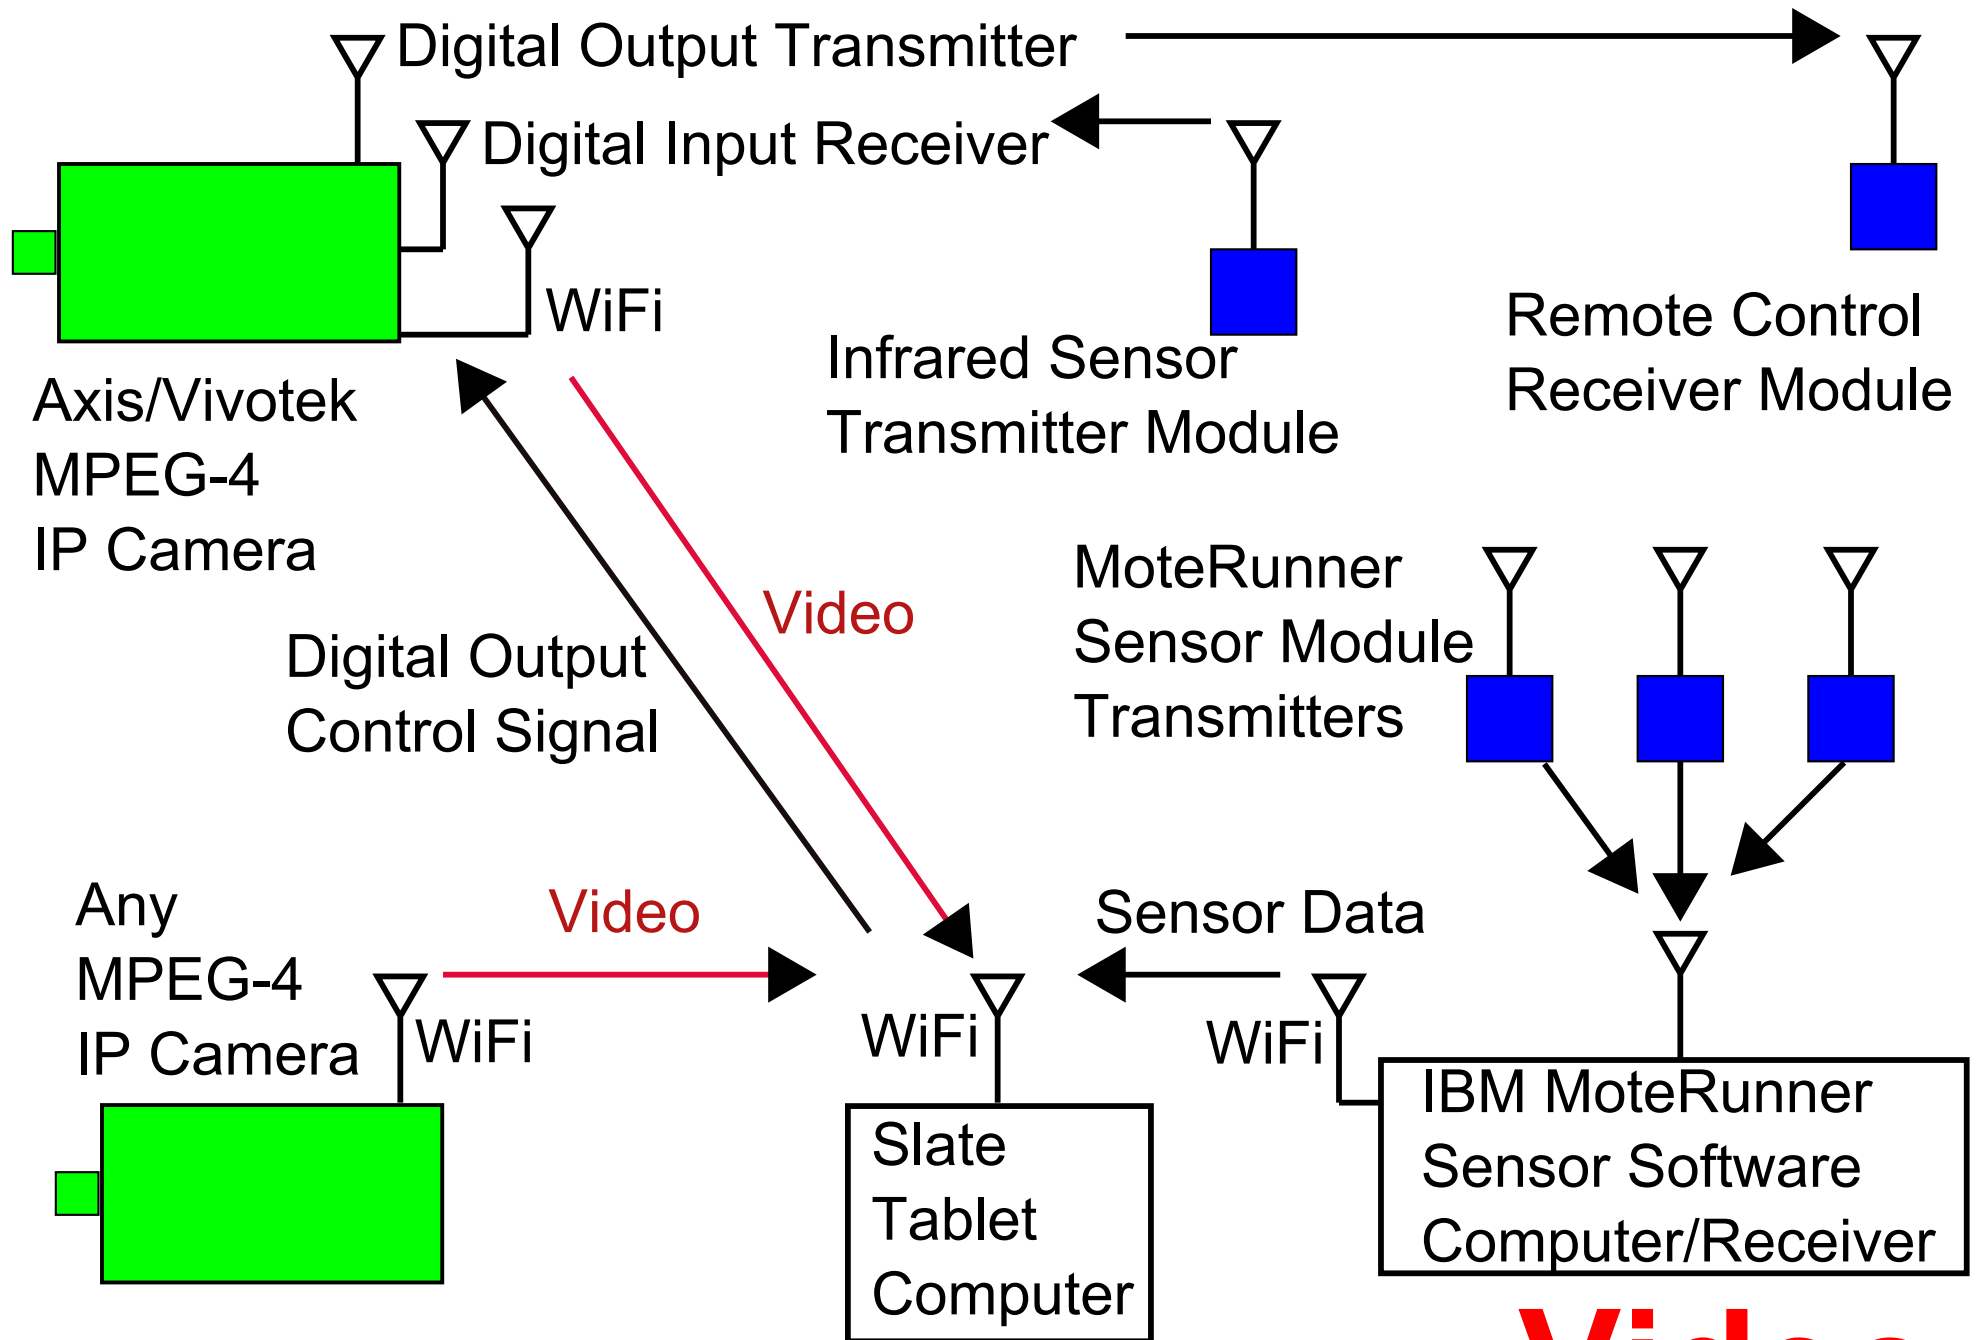 Digital Output Transmitter
Digital Input Receiver
WiFi
Axis/Vivotek
MPEG-4
IP Camera
Infrared Sensor
Transmitter Module
Remote Control
Receiver Module
Digital Output
Control Signal
Video
MoteRunner
Sensor Module
Transmitters
Any
MPEG-4
IP Camera
WiFi
Video
WiFi
Sensor Data
WiFi
Slate
Tablet
Computer
IBM MoteRunner
Sensor Software
Computer/Receiver
Video